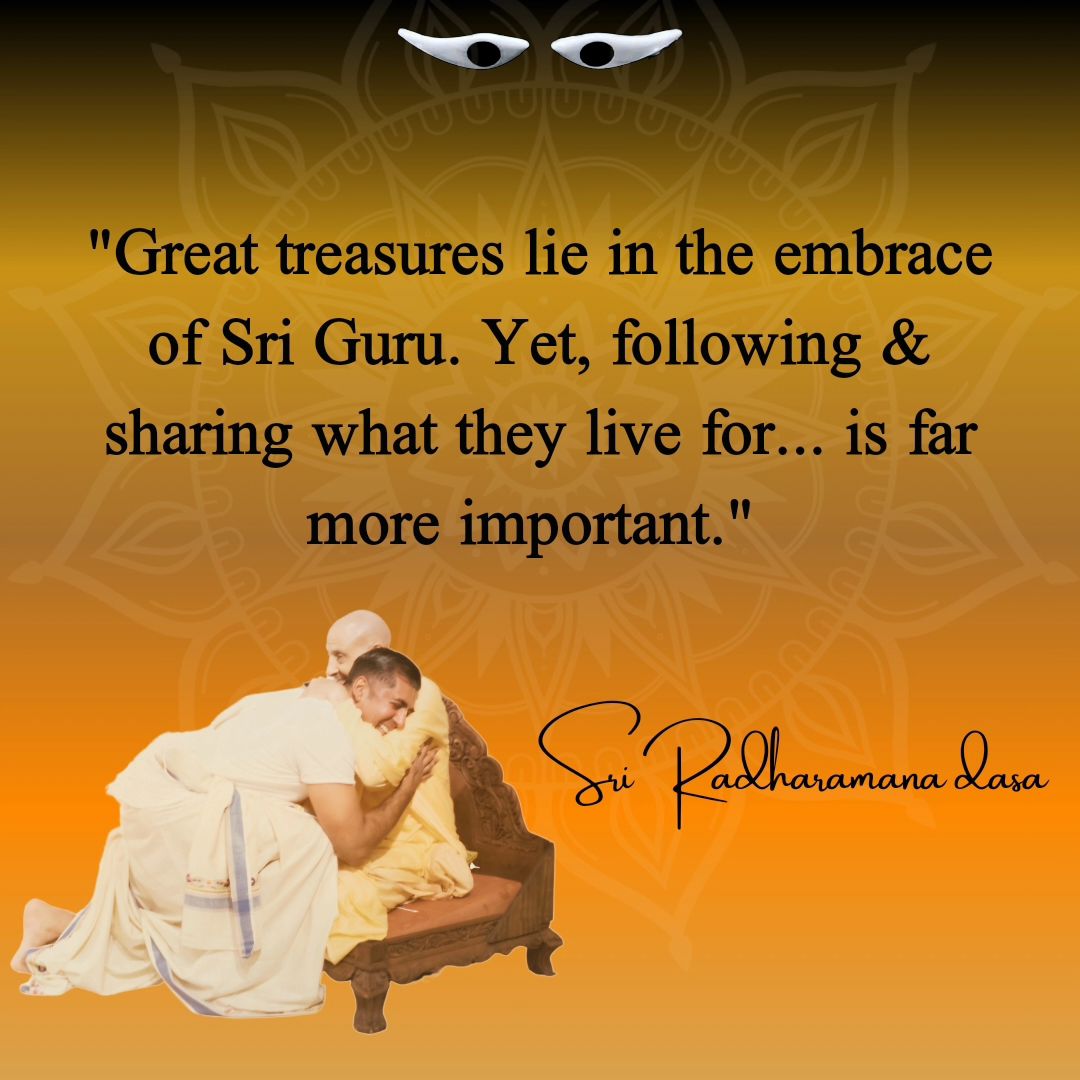 "Great treasures lie in the embrace
of Sri Guru. Yet, following &
sharing what they live for... is far
more important."
Sri Radharamana dasa